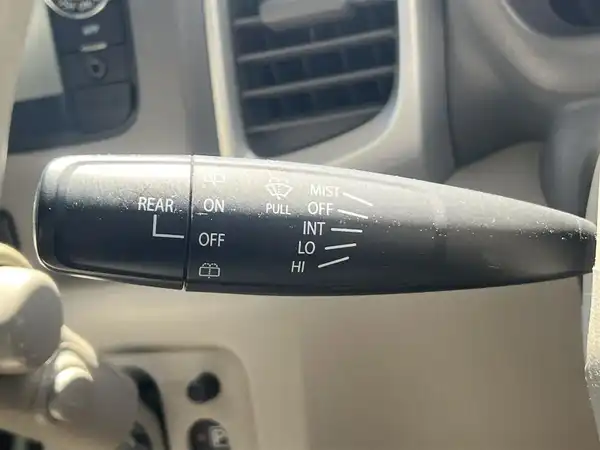 REAR
ON
OFF
PULL
MIST
OFF
INT
LO
HI